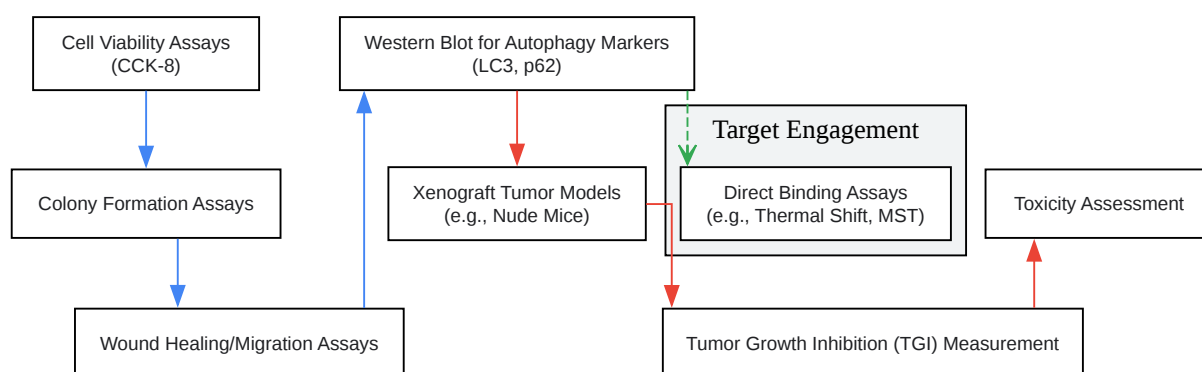 Cell Viability Assays
(CCK-8)
Western Blot for Autophagy Markers
(LC3, p62)
Target Engagement
Colony Formation Assays
Xenograft Tumor Models
(e.g., Nude Mice)
Direct Binding Assays
(e.g., Thermal Shift, MST)
Toxicity Assessment
Wound Healing/Migration Assays
Tumor Growth Inhibition (TGI) Measurement